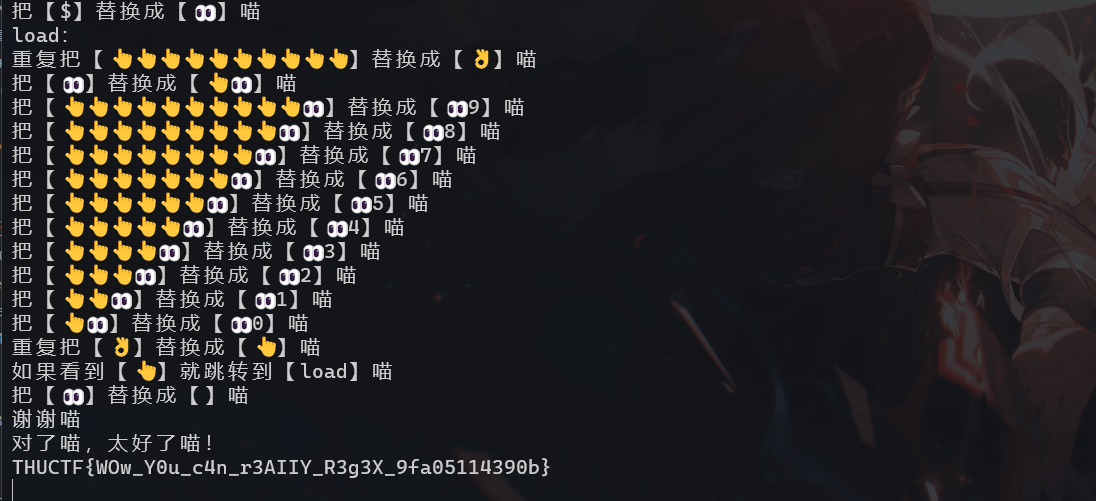 把【$】替换成【 👀】喵
load:
重复把【 👆👆👆👆👆👆👆👆👆👆】替换成【 👌】喵
把【 👀】替换成【 👆👀】喵
把【 👆👆👆👆👆👆👆👆👆👆👀】替换成【 👀9】喵
把【 👆👆👆👆👆👆👆👆👆👀】替换成【 👀8】喵
把【 👆👆👆👆👆👆👆👆👀】替换成【 👀7】喵
把【 👆👆👆👆👆👆👆👀】替换成【 👀6】喵
把【 👆👆👆👆👆👆👀】替换成【 👀5】喵
把【 👆👆👆👆👆👀】替换成【 👀4】喵
把【 👆👆👆👆👀】替换成【 👀3】喵
把【 👆👆👆👀】替换成【 👀2】喵
把【 👆👆👀】替换成【 👀1】喵
把【 👆👀】替换成【 👀0】喵
重复把【 👌】替换成【 👆】喵
如果看到【 👆】就跳转到【load】喵
把【 👀】替换成【】喵
谢谢喵
对了喵，太好了喵！
THUCTF{WOw_Y0u_c4n_r3AIIY_R3g3X_9fa05114390b}